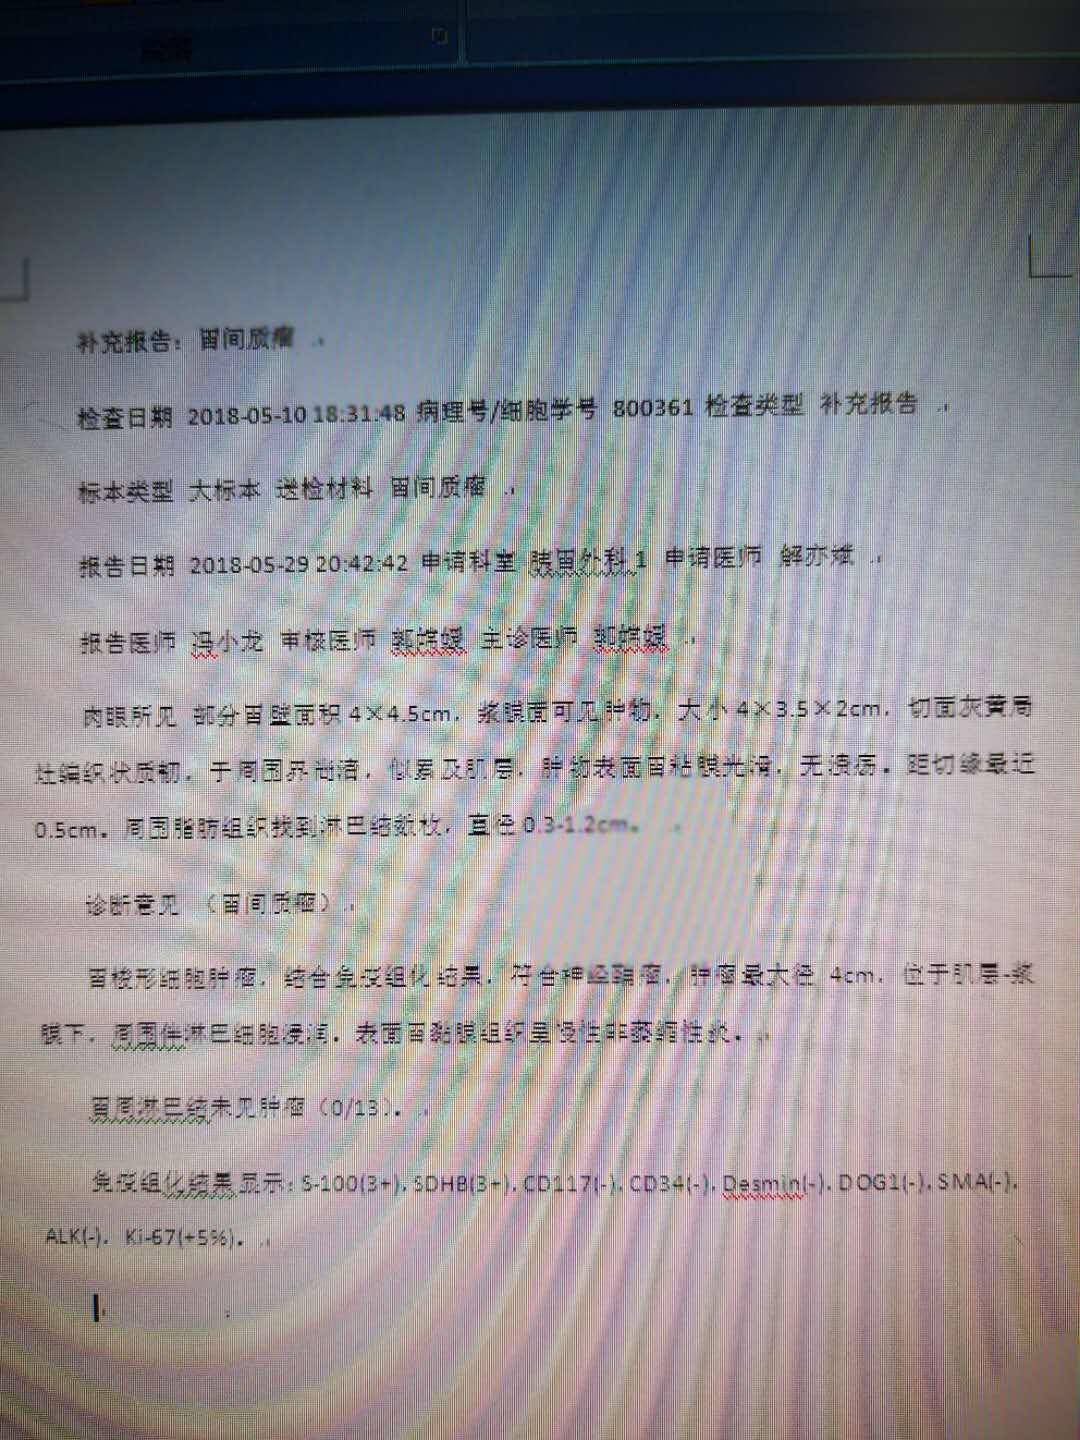 补充报告：胃间质瘤
检查日期 2018-05-10 18:31:48 病理号/细胞学号 800361 检查类型 补充报告
标本类型 大标本 送检材料 胃间质瘤
报告日期 2018-05-29 20:42:42 申请科室 胰胃外科1 申请医师 解亦斌
报告医师 冯小龙 审核医师 郭嫦媛 主诊医师 郭嫦媛
肉眼所见 部分胃壁面积 4×4.5cm，浆膜面可见肿物，大小 4×3.5×2cm，切面灰黄局
灶编织状质韧，于周围界尚清，似累及肌层，肿物表面胃粘膜光滑，无溃疡。距切缘最近
0.5cm。周围脂肪组织找到淋巴结数枚，直径 0.3-1.2cm。
诊断意见 （胃间质瘤）
胃梭形细胞肿瘤，结合免疫组化结果，符合神经鞘瘤，肿瘤最大径 4cm，位于肌层-浆
膜下，周围伴淋巴细胞浸润。表面胃黏膜组织呈慢性非萎缩性炎。
胃周淋巴结未见肿瘤（0/13）。
免疫组化结果显示：S-100(3+), SDHB(3+), CD117(-), CD34(-), Desmin(-), DOG1(-), SMA(-),
ALK(-), Ki-67(+5%)。